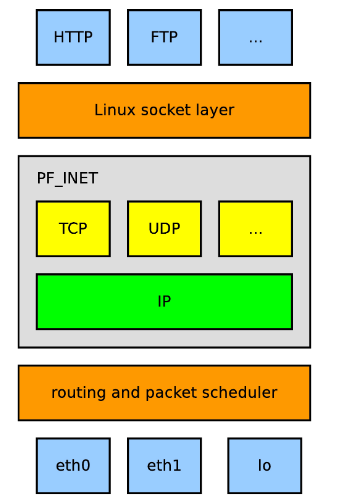 HTTP FTP ...
Linux socket layer
PF_INET
TCP UDP ...
IP
routing and packet scheduler
eth0 eth1 lo